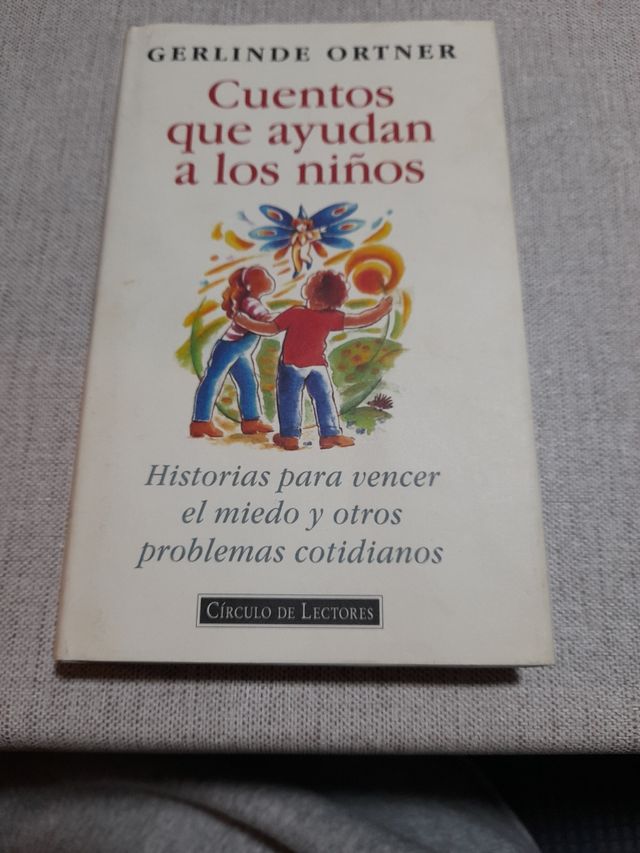 GERLINDE ORTNER
Cuentos
que ayudan
a los niños
Historias para vencer
el miedo y otros
problemas cotidianos
CÍRCULO DE LECTORES